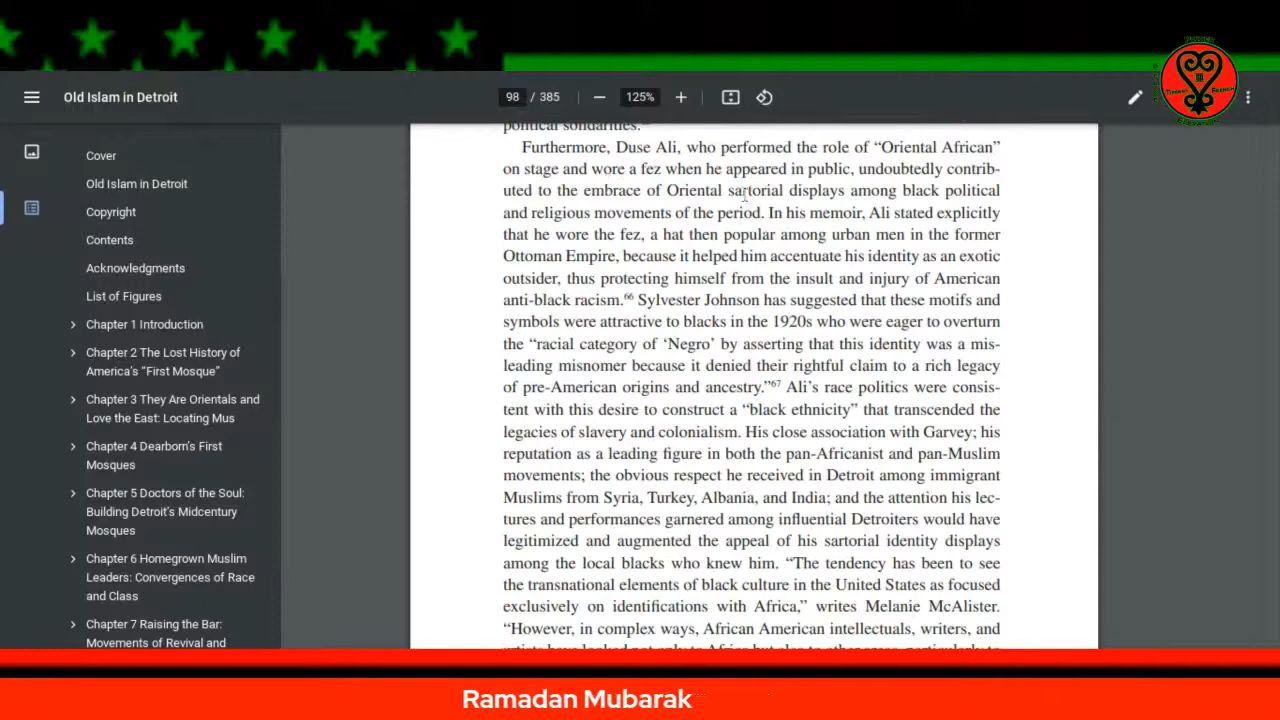 Old Islam in Detroit
98 / 385
125%
Cover
Old Islam in Detroit
Copyright
Contents
Acknowledgments
List of Figures
Chapter 1 Introduction
Chapter 2 The Lost History of
America's “First Mosque”
Chapter 3 They Are Orientals and
Love the East: Locating Mus
Chapter 4 Dearborn's First
Mosques
Chapter 5 Doctors of the Soul:
Building Detroit's Midcentury
Mosques
Chapter 6 Homegrown Muslim
Leaders: Convergences of Race
and Class
Chapter 7 Raising the Bar:
Movements of Revival and
political solidarities.
Furthermore, Duse Ali, who performed the role of “Oriental African”
on stage and wore a fez when he appeared in public, undoubtedly contrib-
uted to the embrace of Oriental sartorial displays among black political
and religious movements of the period. In his memoir, Ali stated explicitly
that he wore the fez, a hat then popular among urban men in the former
Ottoman Empire, because it helped him accentuate his identity as an exotic
outsider, thus protecting himself from the insult and injury of American
anti-black racism.66 Sylvester Johnson has suggested that these motifs and
symbols were attractive to blacks in the 1920s who were eager to overturn
the “racial category of ‘Negro’ by asserting that this identity was a mis-
leading misnomer because it denied their rightful claim to a rich legacy
of pre-American origins and ancestry.”67 Ali's race politics were consis-
tent with this desire to construct a “black ethnicity” that transcended the
legacies of slavery and colonialism. His close association with Garvey; his
reputation as a leading figure in both the pan-Africanist and pan-Muslim
movements; the obvious respect he received in Detroit among immigrant
Muslims from Syria, Turkey, Albania, and India; and the attention his lec-
tures and performances garnered among influential Detroiters would have
legitimized and augmented the appeal of his sartorial identity displays
among the local blacks who knew him. “The tendency has been to see
the transnational elements of black culture in the United States as focused
exclusively on identifications with Africa,” writes Melanie McAlister.
“However, in complex ways, African American intellectuals, writers, and
artists have looked not only to Africa but also to other areas, particularly to
Ramadan Mubarak